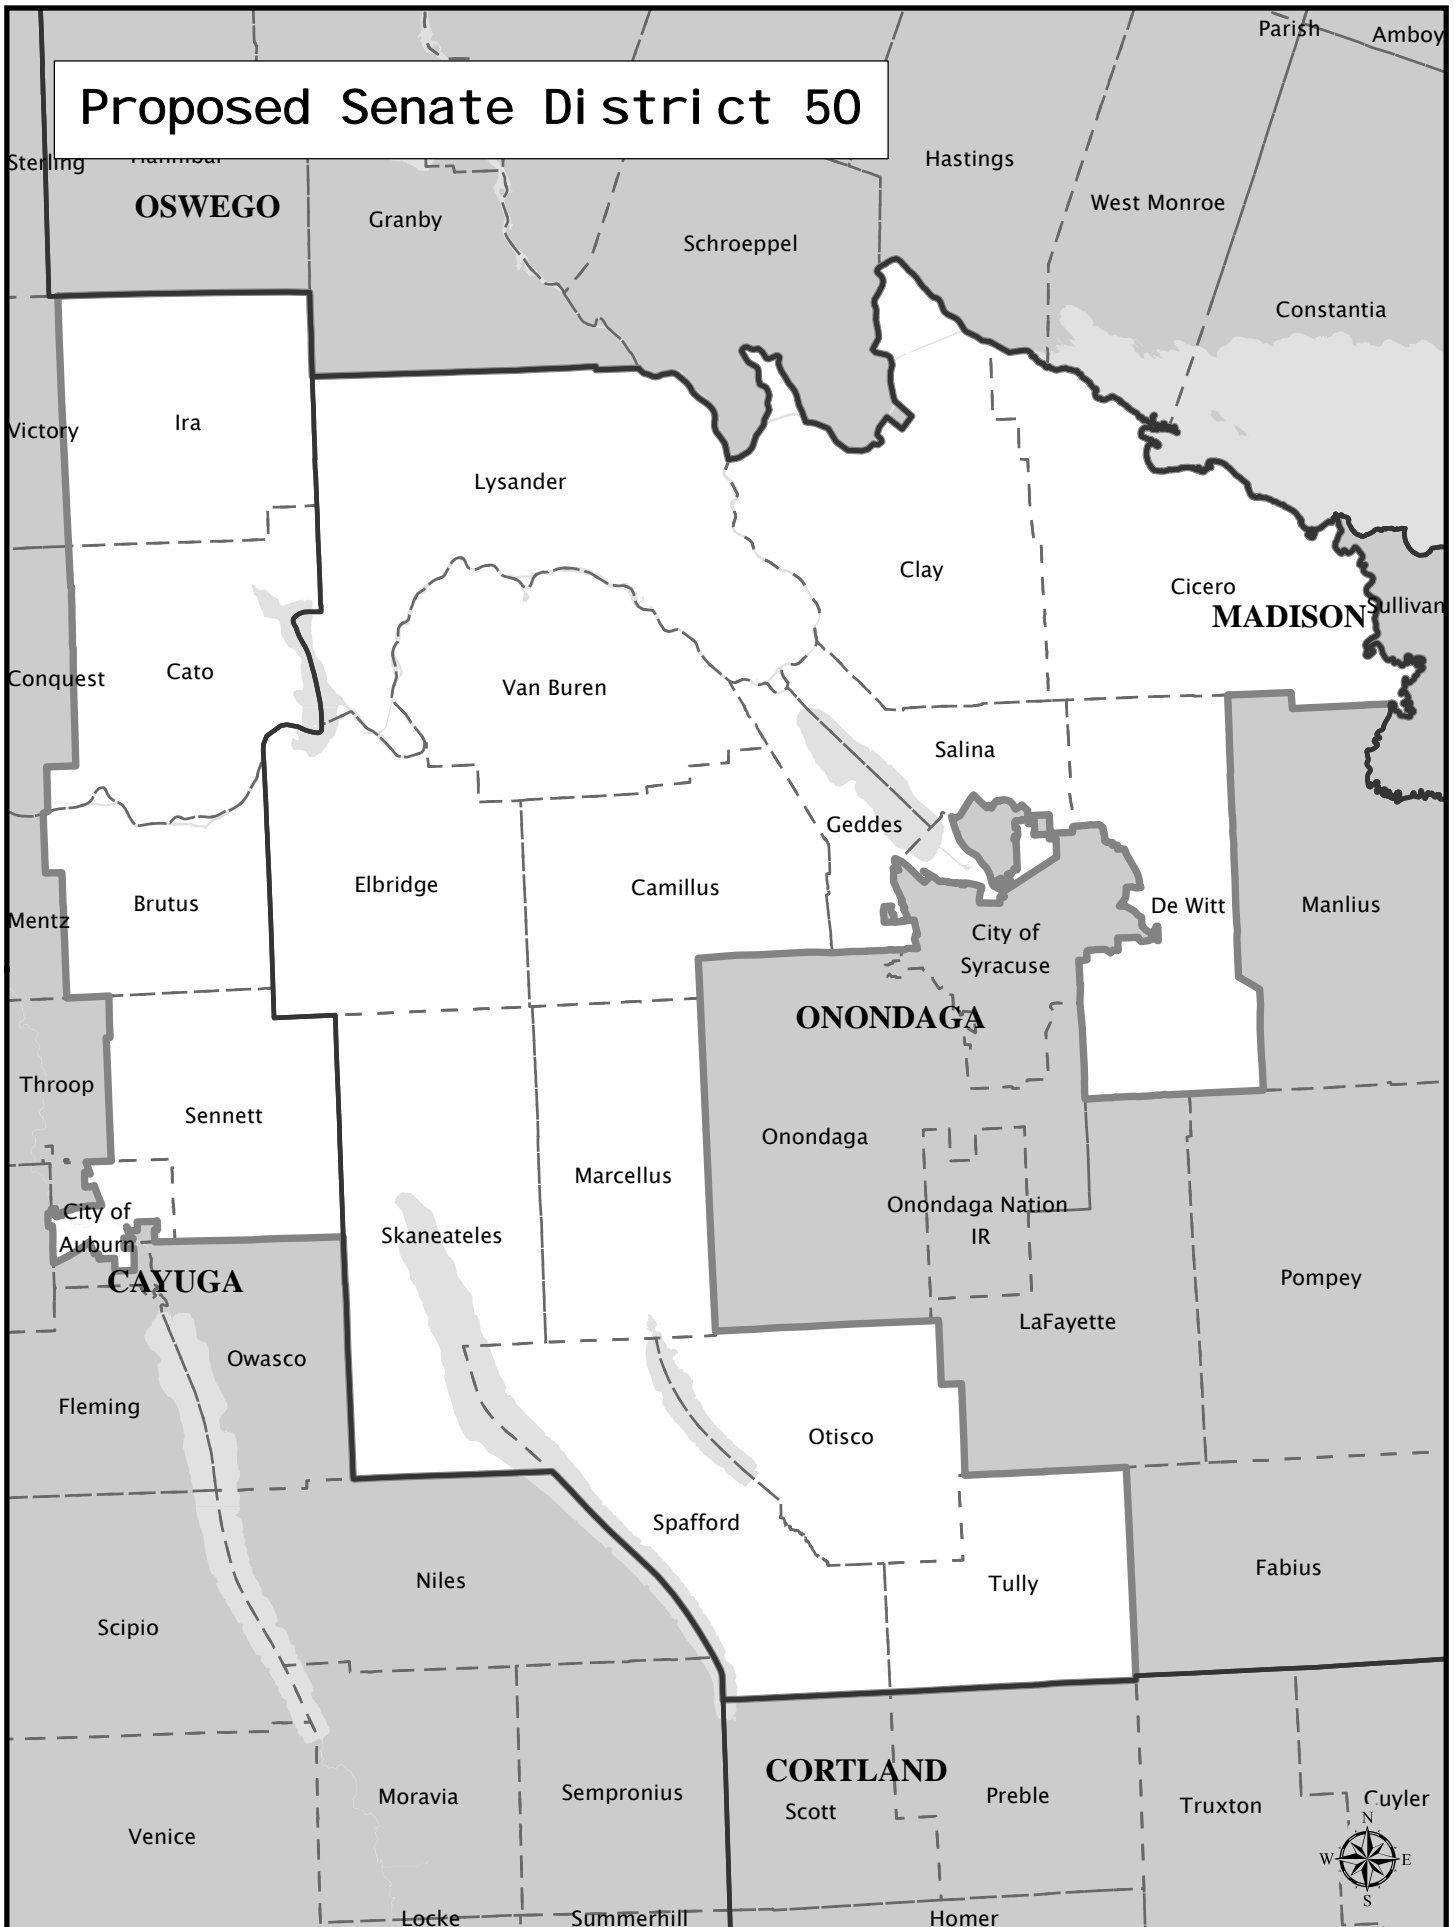 Parish
Amboy
Proposed Senate District 50
Sterling
Hannibal
Hastings
OSWEGO
West Monroe
Granby
Schroeppel
Constantia
Ira
Victory
Lysander
Clay
Cicero
Sullivan
MADISON
Cato
Conquest
Van Buren
Salina
Geddes
Elbridge
Camillus
Brutus
De Witt
Manlius
Mentz
City of
Syracuse
ONONDAGA
Throop
Sennett
Onondaga
Marcellus
Onondaga Nation
IR
City of
Auburn
Skaneateles
CAYUGA
Pompey
LaFayette
Owasco
Fleming
Otisco
Spafford
Niles
Tully
Fabius
Scipio
CORTLAND
Moravia
Sempronius
Scott
Preble
Truxton
Cuyler
Venice
N
W
E
S
Locke
Summerhill
Homer